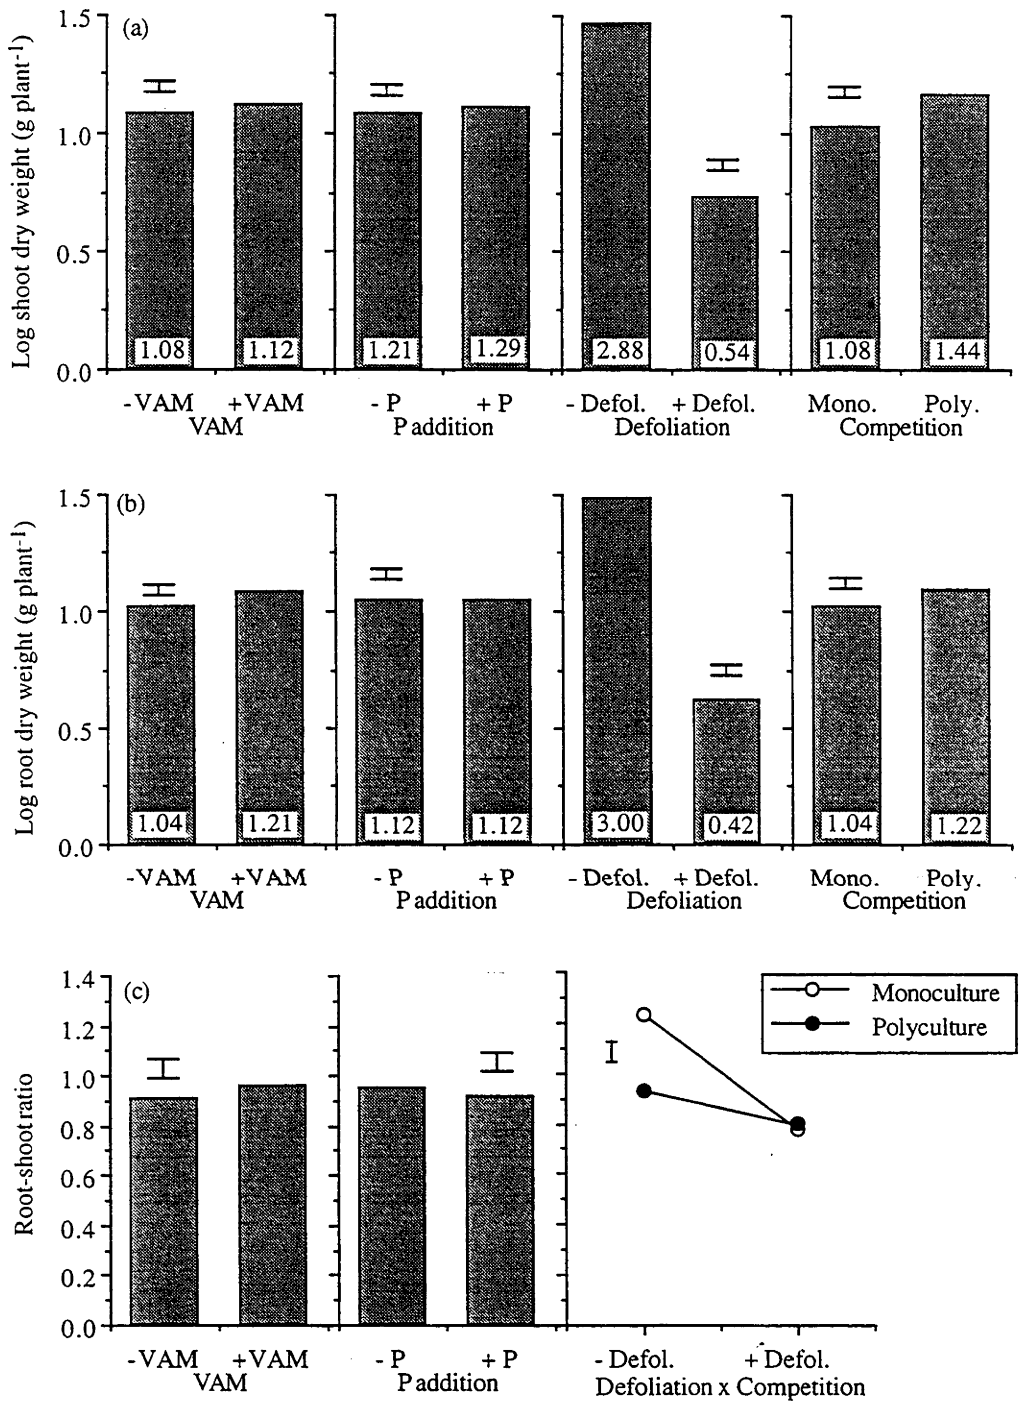 (a)
Log shoot dry weight (g plant-1)
1.5
1.0
0.5
0.0
1.08 1.12 1.21 1.29 2.88 0.54 1.08 1.44
- VAM +VAM - P + P - Defol. + Defol. Mono. Poly.
VAM P addition Defoliation Competition
(b)
Log root dry weight (g plant-1)
1.5
1.0
0.5
0.0
1.04 1.21 1.12 1.12 3.00 0.42 1.04 1.22
- VAM +VAM - P + P - Defol. + Defol. Mono. Poly.
VAM P addition Defoliation Competition
(c)
Root-shoot ratio
1.4
1.2
1.0
0.8
0.6
0.4
0.2
0.0
Monoculture
Polyculture
- VAM +VAM - P + P - Defol. + Defol.
VAM P addition Defoliation x Competition